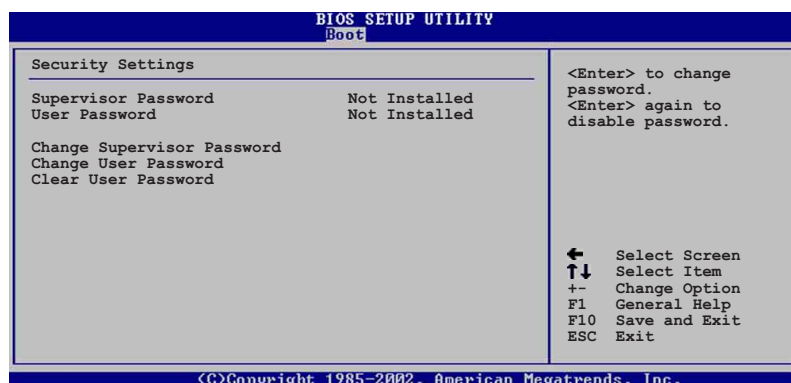 BIOS SETUP UTILITY
Boot
Security Settings
Supervisor Password Not Installed
User Password Not Installed
Change Supervisor Password
Change User Password
Clear User Password
<Enter> to change
password.
<Enter> again to
disable password.
← Select Screen
↑↓ Select Item
+- Change Option
F1 General Help
F10 Save and Exit
ESC Exit
(C)Copyright 1985-2002, American Megatrends, Inc.